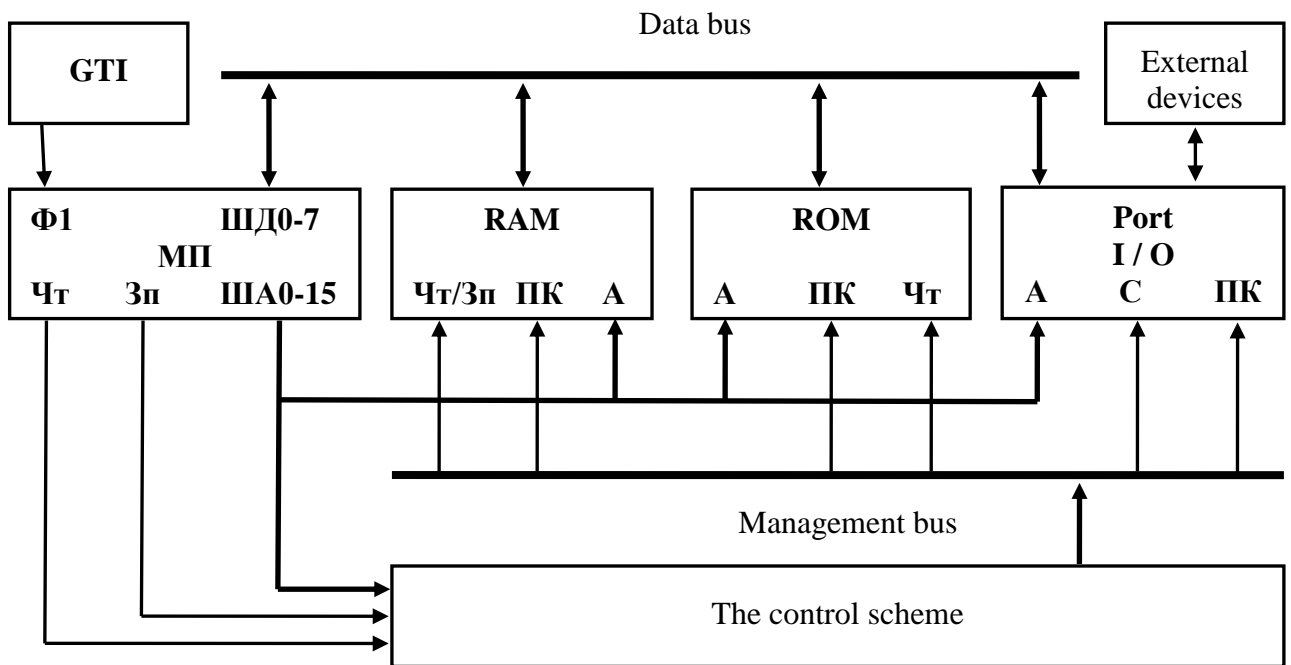 Data bus
GTI
External
devices
Ф1 ШД0-7
МП
Чт Зп ША0-15
RAM
Чт/Зп ПК А
ROM
А ПК Чт
Port
I / O
А С ПК
Management bus
The control scheme